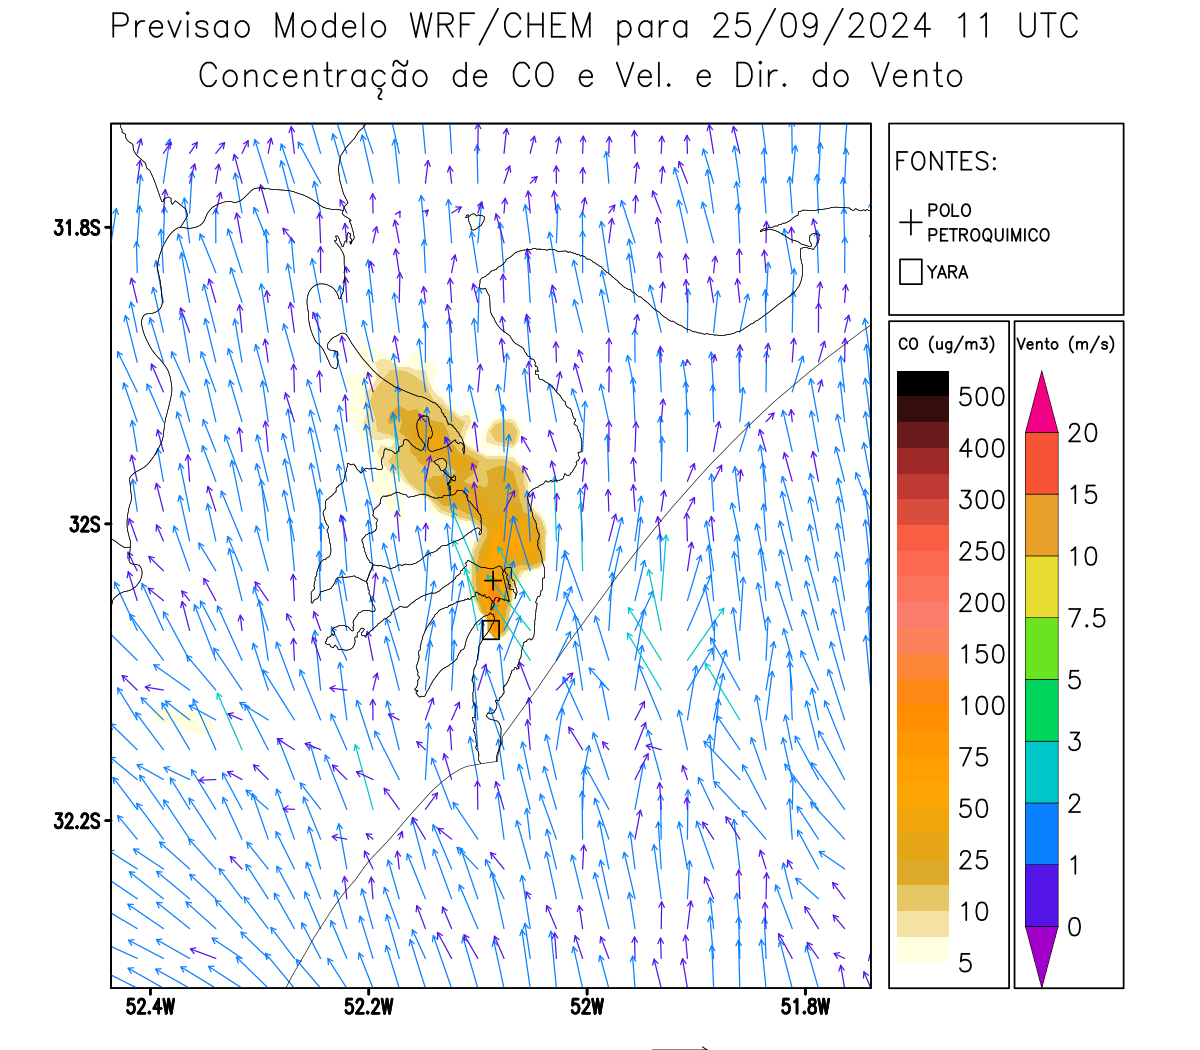 Previsao Modelo WRF/CHEM para 25/09/2024 11 UTC
Concentração de CO e Vel. e Dir. do Vento
FONTES:
POLO
PETROQUIMICO
YARA
CO (ug/m3)
500
400
300
250
200
150
100
75
50
25
10
5
Vento (m/s)
20
15
10
7.5
5
3
2
1
0
31.8S
32S
32.2S
52.4W
52.2W
52W
51.8W